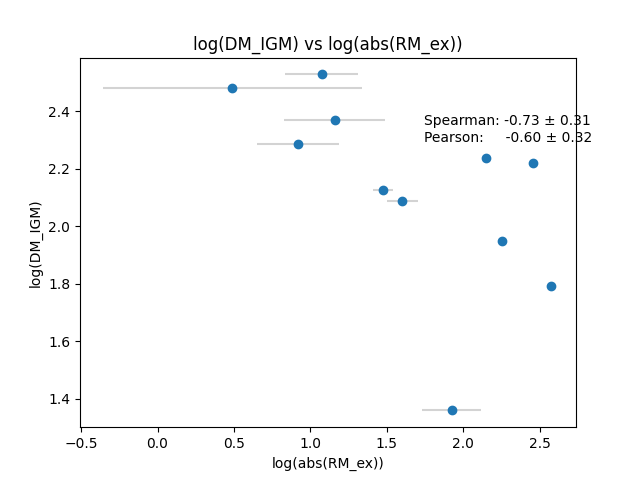 log(DM_IGM) vs log(abs(RM_ex))
Spearman: -0.73 ± 0.31
Pearson: -0.60 ± 0.32
log(DM_IGM)
2.4
2.2
2.0
1.8
1.6
1.4
−0.5 0.0 0.5 1.0 1.5 2.0 2.5
log(abs(RM_ex))